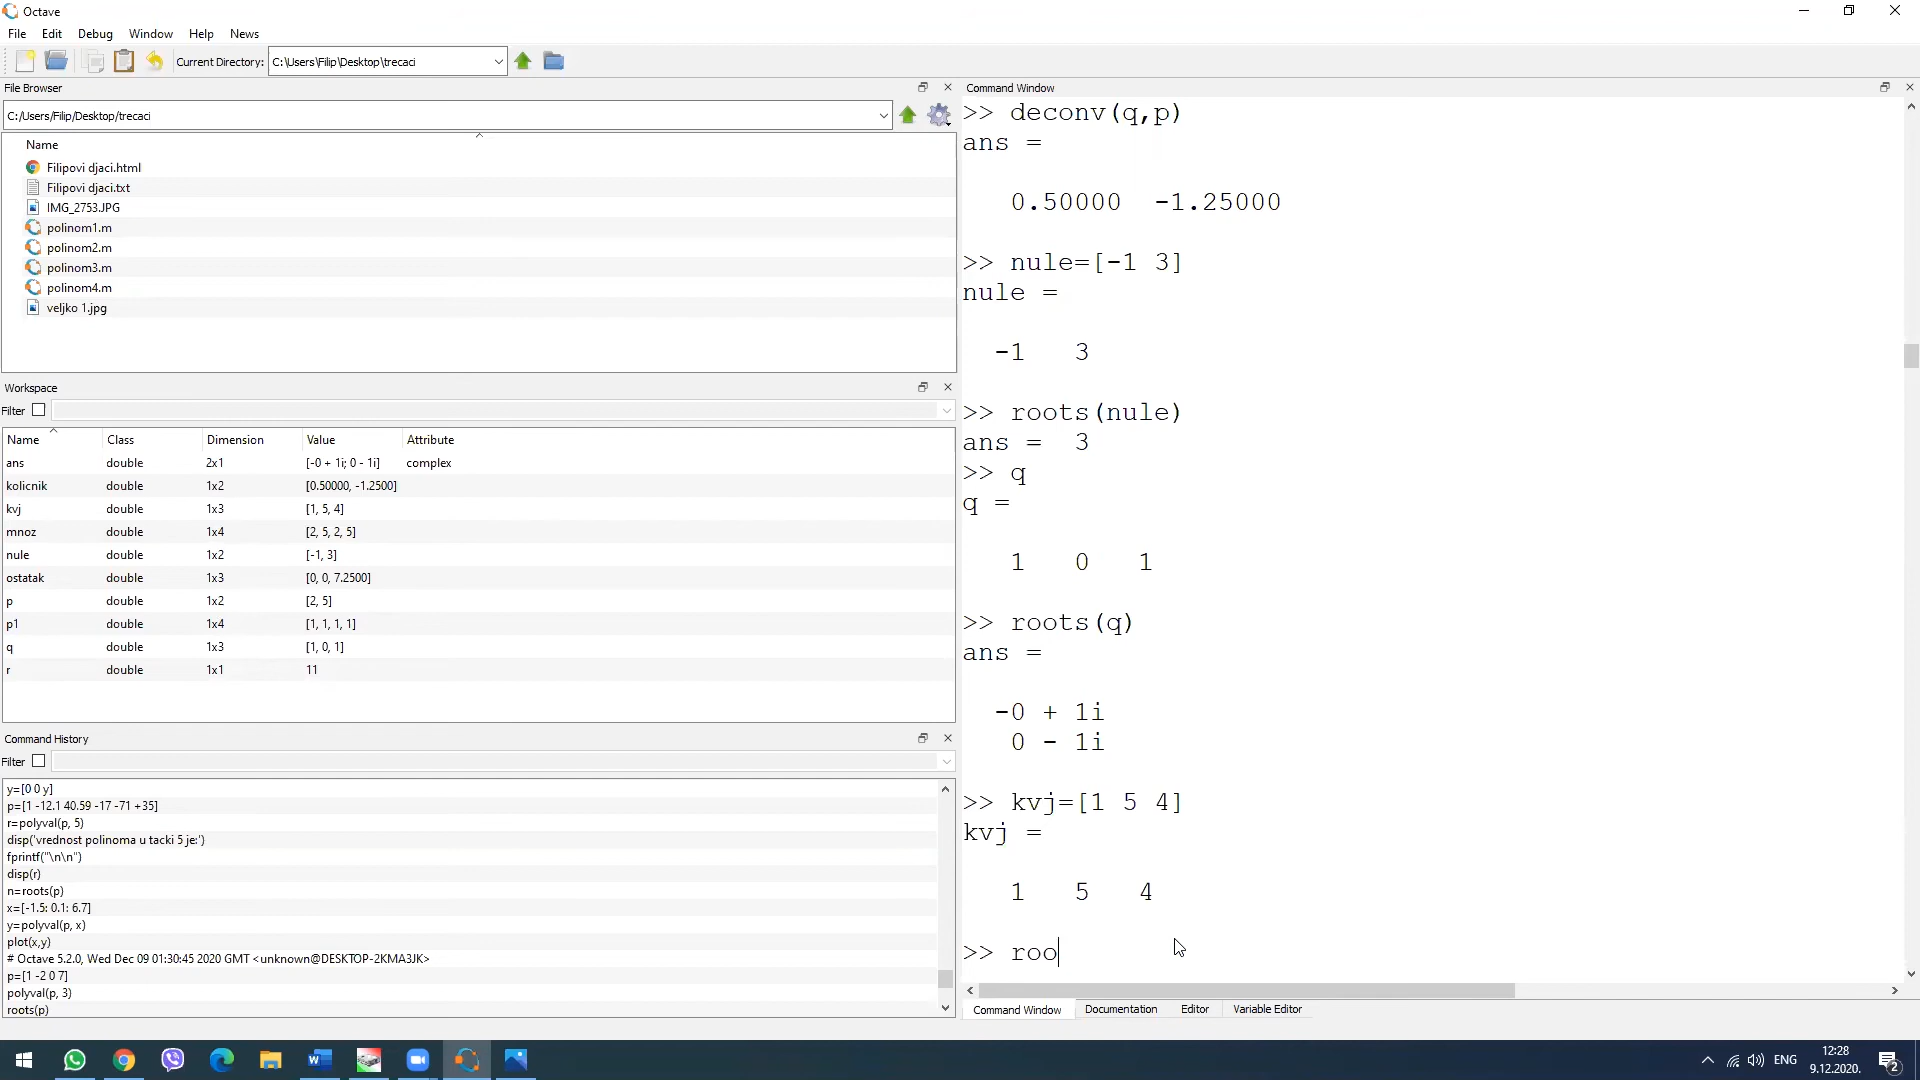 Octave
File Edit Debug Window Help News
Current Directory: C:\Users\Filip\Desktop\trecaci
File Browser
C:/Users/Filip/Desktop/trecaci
Name
Filipovi djaci.html
Filipovi djaci.txt
IMG_2753.JPG
polinom1.m
polinom2.m
polinom3.m
polinom4.m
veljko 1.jpg
Workspace
Filter
Name Class Dimension Value Attribute
ans double 2x1 [-0 + 1i; 0 - 1i] complex
kolicnik double 1x2 [0.50000, -1.2500]
kvj double 1x3 [1, 5, 4]
mnoz double 1x4 [2, 5, 2, 5]
nule double 1x2 [-1, 3]
ostatak double 1x3 [0, 0, 7.2500]
p double 1x2 [2, 5]
p1 double 1x4 [1, 1, 1, 1]
q double 1x3 [1, 0, 1]
r double 1x1 11
Command History
Filter
y=[0 0 y]
p=[1 -12.1 40.59 -17 -71 +35]
r=polyval(p, 5)
disp('vrednost polinoma u tacki 5 je:')
fprintf("\n\n")
disp(r)
n=roots(p)
x=[-1.5: 0.1: 6.7]
y=polyval(p, x)
plot(x,y)
# Octave 5.2.0, Wed Dec 09 01:30:45 2020 GMT <unknown@DESKTOP-2KMA3JK>
p=[1 -2 0 7]
polyval(p, 3)
roots(p)
Command Window
>> deconv(q,p)
ans =
0.50000 -1.25000
>> nule=[-1 3]
nule =
-1 3
>> roots(nule)
ans = 3
>> q
q =
1 0 1
>> roots(q)
ans =
-0 + 1i
0 - 1i
>> kvj=[1 5 4]
kvj =
1 5 4
>> roo
Command Window Documentation Editor Variable Editor
ENG
12:28
9.12.2020.
2